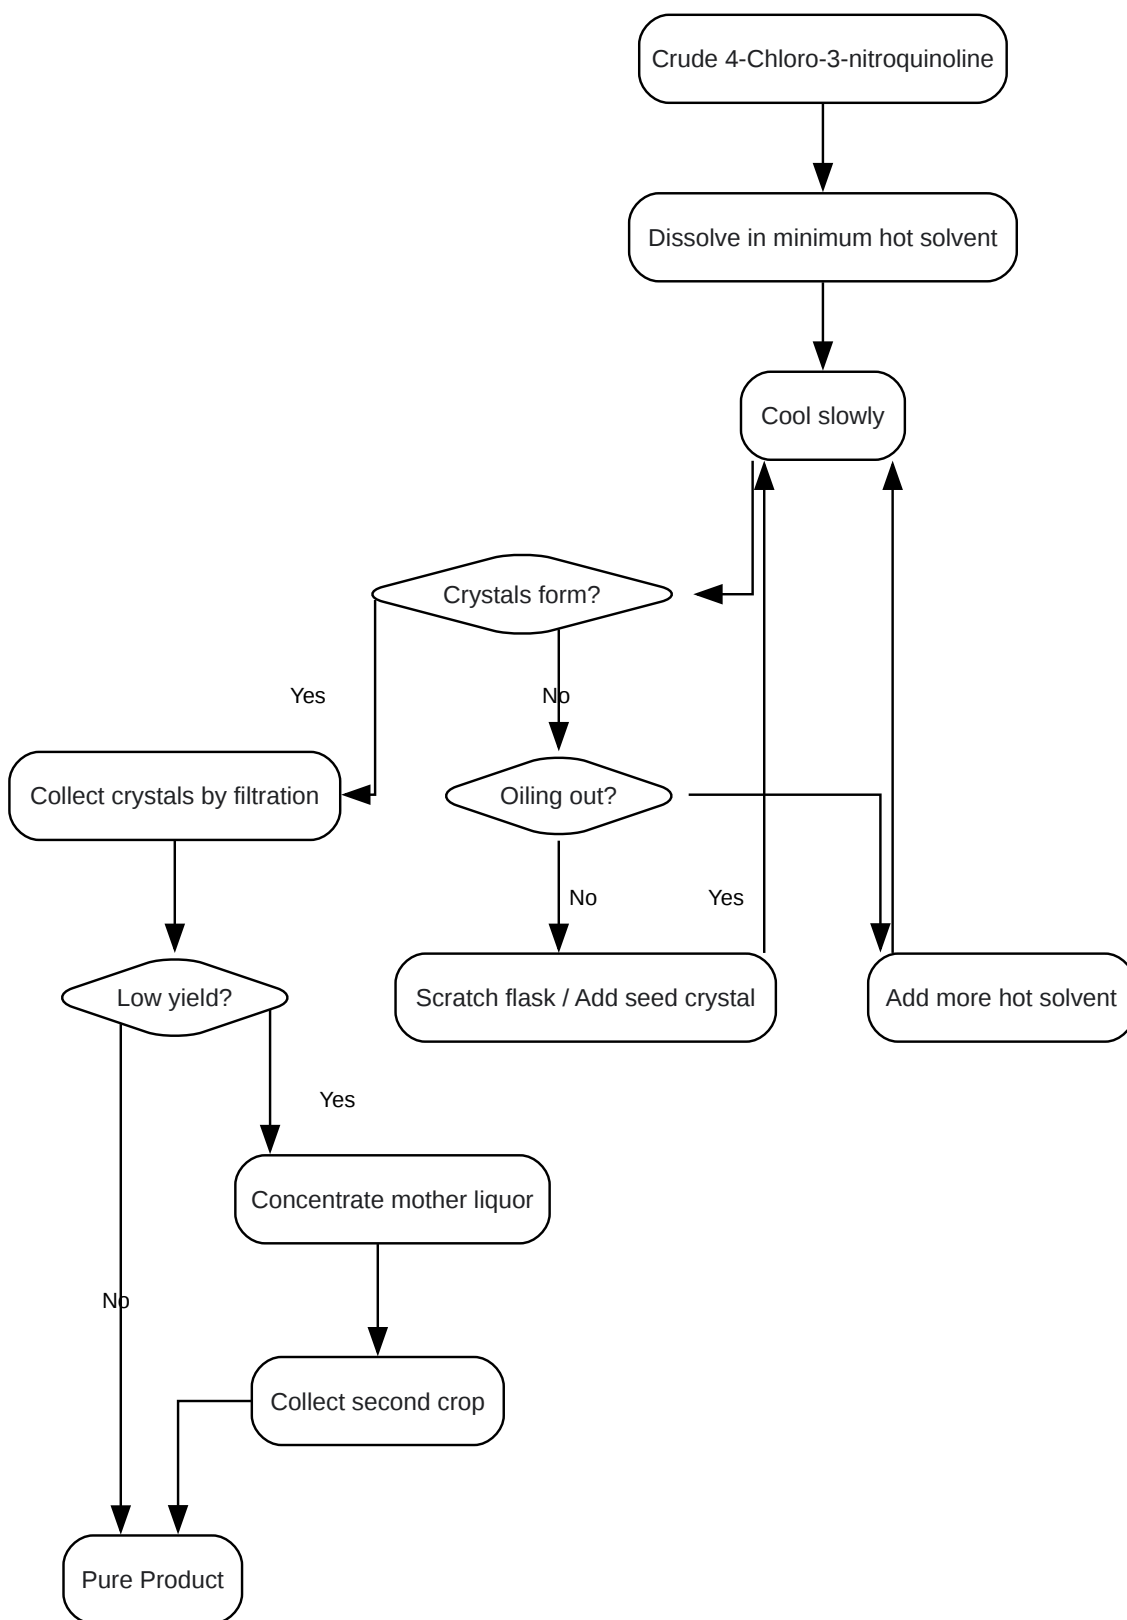 Crude 4-Chloro-3-nitroquinoline
Dissolve in minimum hot solvent
Cool slowly
Crystals form?
Yes
No
Collect crystals by filtration
Oiling out?
No
Yes
Low yield?
Scratch flask / Add seed crystal
Add more hot solvent
Yes
Concentrate mother liquor
No
Collect second crop
Pure Product